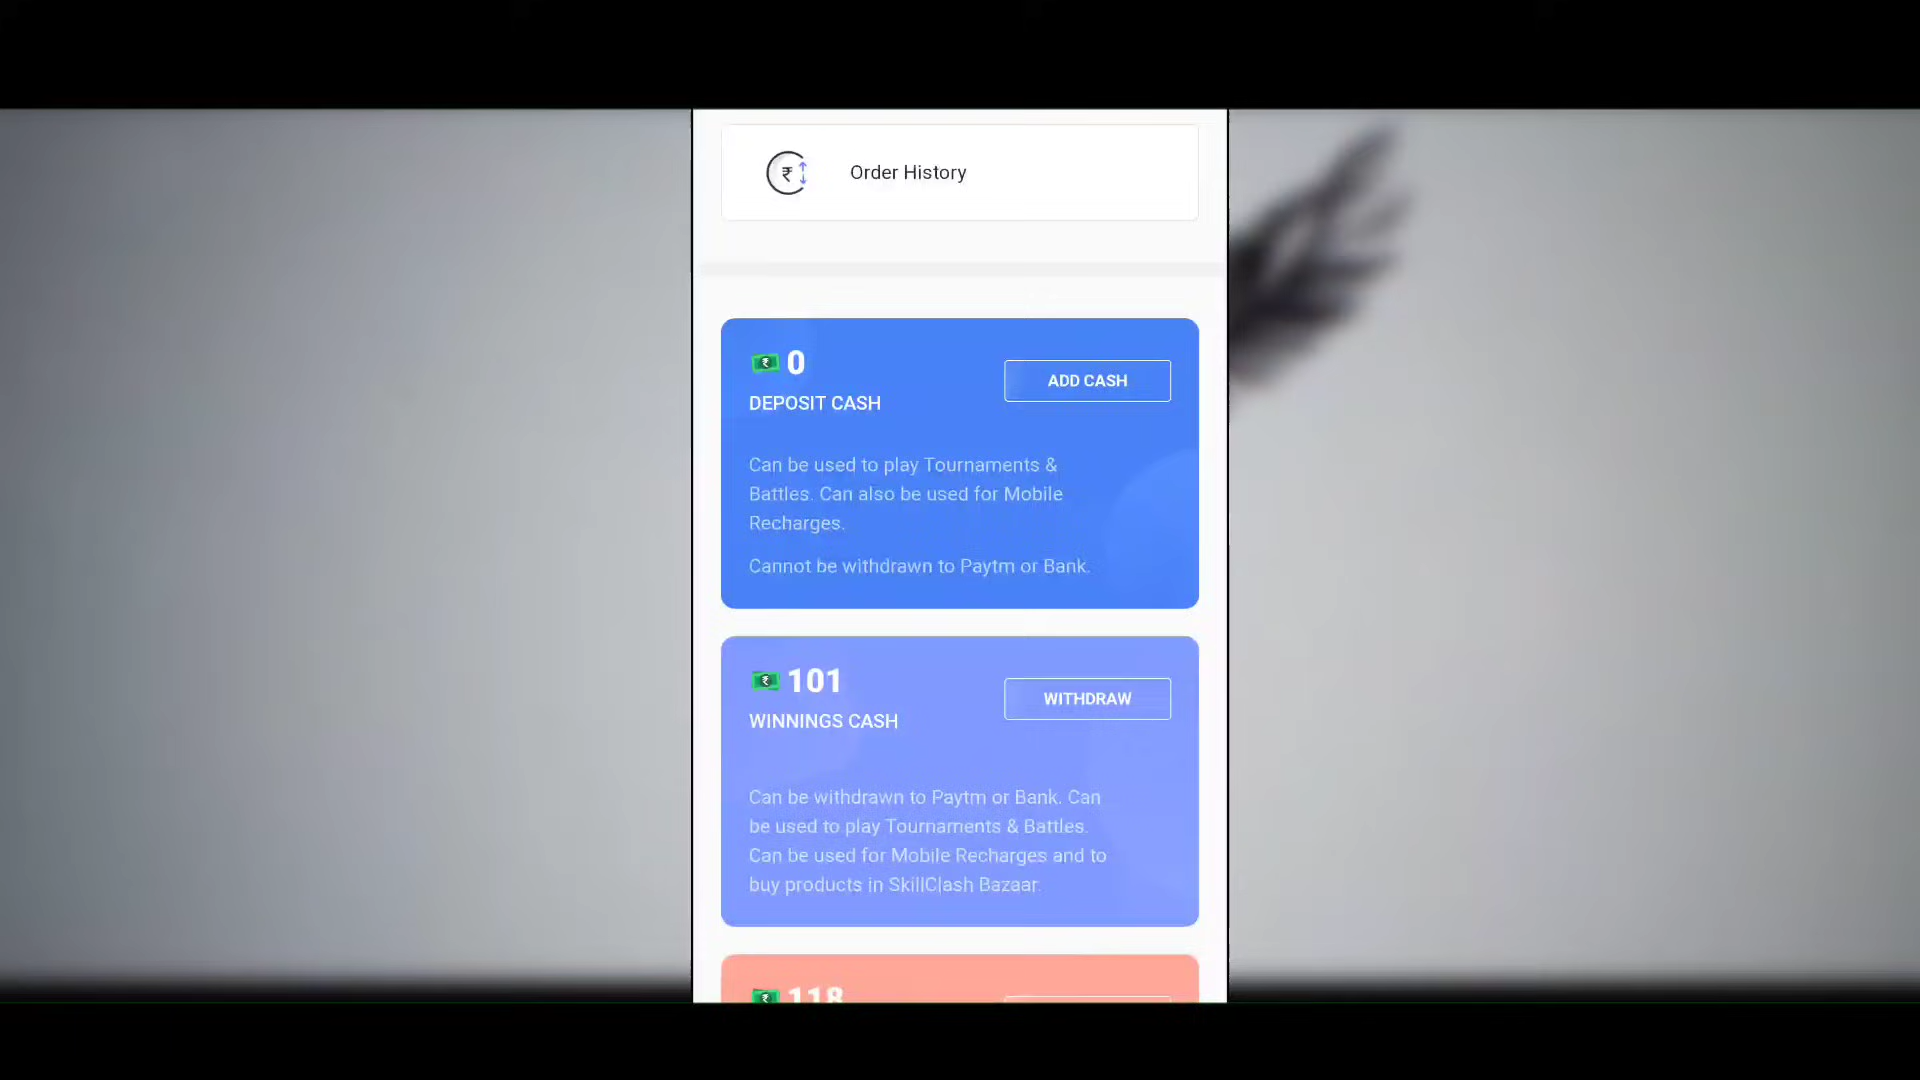 Order History
0
ADD CASH
DEPOSIT CASH
Can be used to play Tournaments &
Battles. Can also be used for Mobile
Recharges.
Cannot be withdrawn to Paytm or Bank.
101
WITHDRAW
WINNINGS CASH
Can be withdrawn to Paytm or Bank. Can
be used to play Tournaments & Battles.
Can be used for Mobile Recharges and to
buy products in SkillClash Bazaar.
118